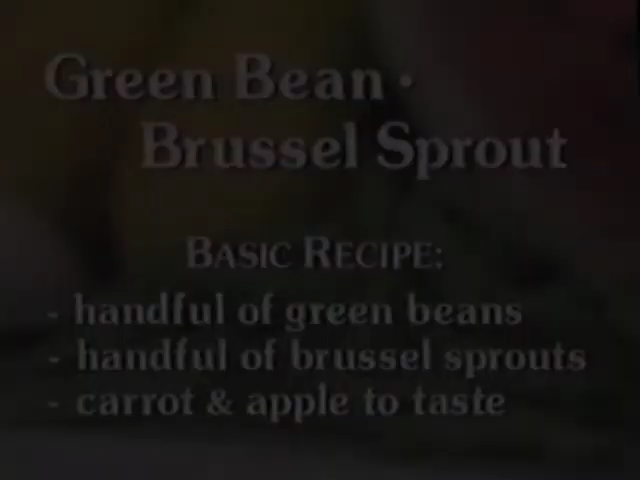 Green Bean ·
Brussel Sprout
BASIC RECIPE:
- handful of green beans
- handful of brussel sprouts
- carrot & apple to taste